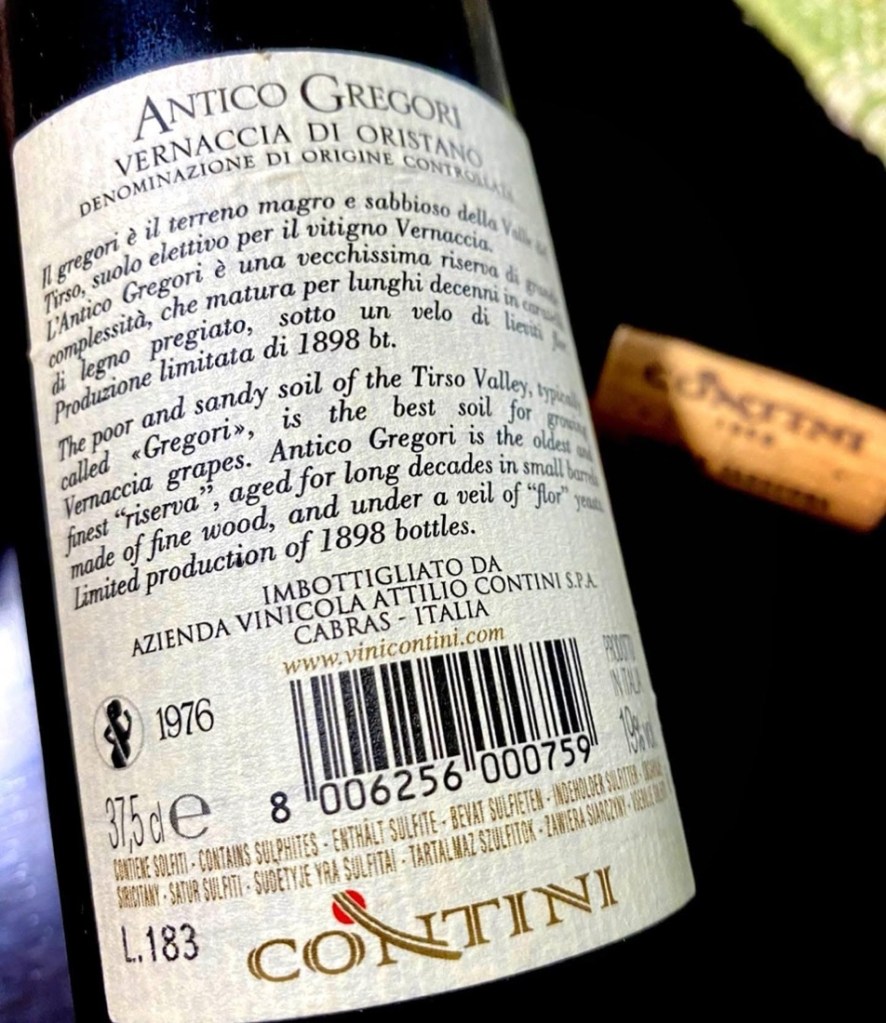 ANTICO GREGORI
VERNACCIA DI ORISTANO
DENOMINAZIONE DI ORIGINE CONTROLLATA
Il gregori è il terreno magro e sabbioso della Valle del
Tirso, suolo elettivo per il vitigno Vernaccia.
L'Antico Gregori è una vecchissima riserva di grande
complessità, che matura per lunghi decenni in
di legno pregiato, sotto un velo di lieviti flor.
Produzione limitata di 1898 bt.
The poor and sandy soil of the Tirso Valley, typically
called «Gregori», is the best soil for growing
Vernaccia grapes. Antico Gregori is the oldest and
finest "riserva", aged for long decades in small barrels
made of fine wood, and under a veil of "flor" yeasts.
Limited production of 1898 bottles.
IMBOTTIGLIATO DA
AZIENDA VINICOLA ATTILIO CONTINI S.P.A.
CABRAS - ITALIA
www.vinicontini.com
PRODOTTO
IN ITALIA
19% vol
1976
8 006256 000759
37,5 cl e
CONTIENE SOLFITI - CONTAINS SULPHITES - ENTHÄLT SULFITE - BEVAT SULFIETEN - INDEHOLDER SULFITTER
SIRICITANY - SATUR SULFITI - SUDETYJE YRA SULFITAI - TARTALMAZ SZULFITOK - ZAWIERA SIARCZYNY
L.183
CONTINI
CONTINI
1898